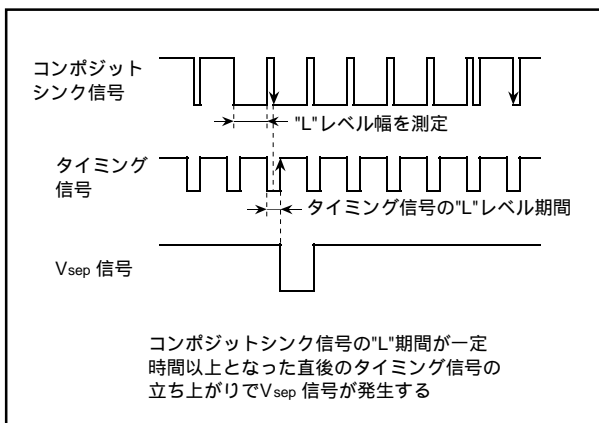 コンポジット
シンク信号
"L"レベル幅を測定
タイミング
信号
タイミング信号の"L"レベル期間
Vsep 信号
コンポジットシンク信号の"L"期間が一定
時間以上となった直後のタイミング信号の
立ち上がりでVsep 信号が発生する